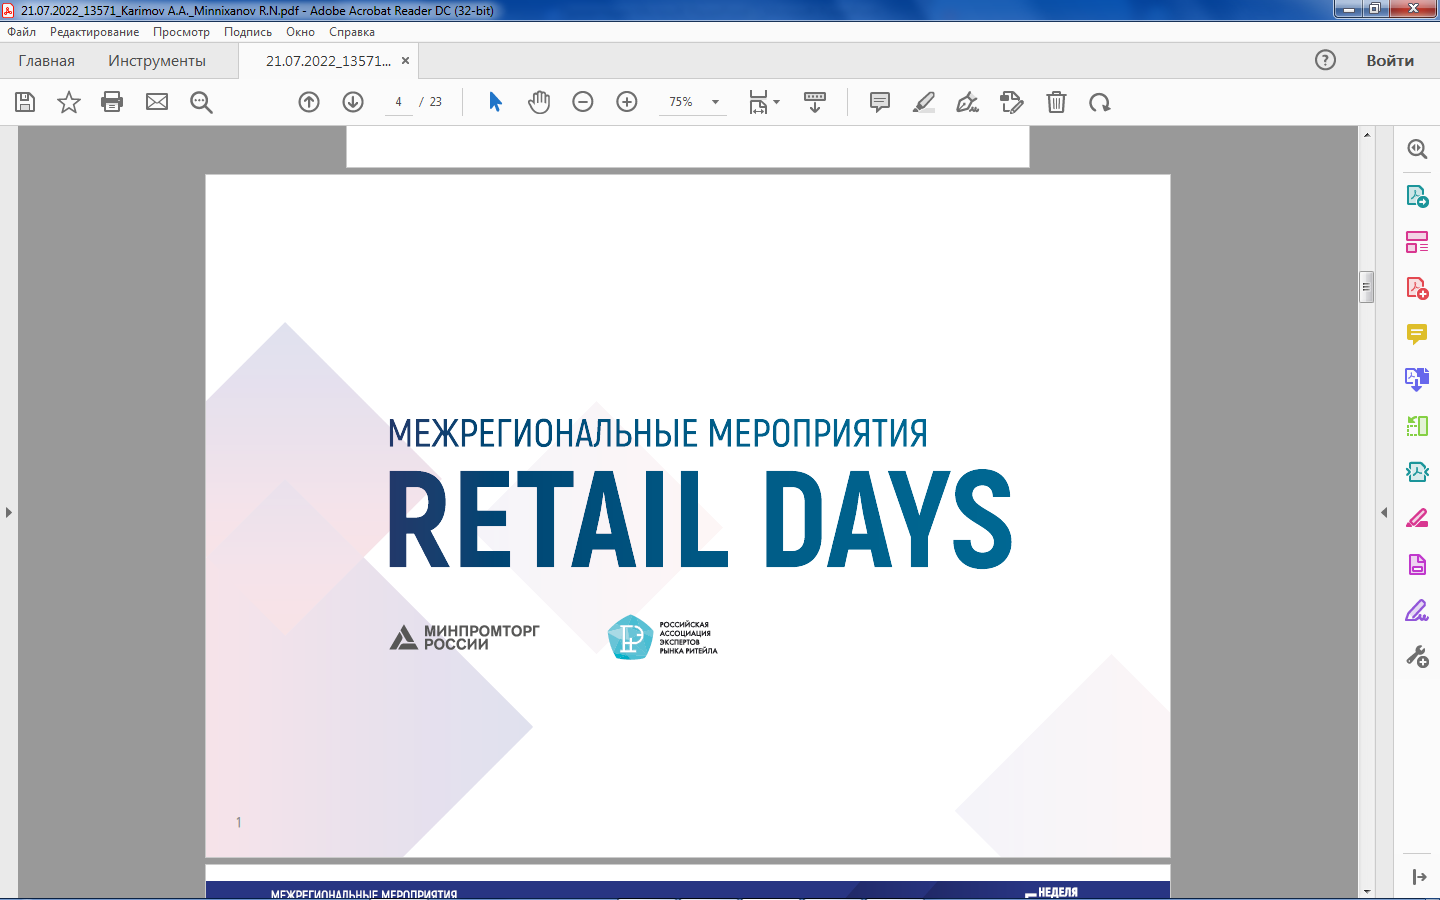 21.07.2022_13571_Karimov A.A._Minnixanov R.N.pdf - Adobe Acrobat Reader DC (32-bit)
Файл Редактирование Просмотр Подпись Окно Справка
Главная Инструменты 21.07.2022_13571... × Войти
4 / 23 75%
МЕЖРЕГИОНАЛЬНЫЕ МЕРОПРИЯТИЯ
RETAIL DAYS
МИНПРОМТОРГ
РОССИИ
РОССИЙСКАЯ
АССОЦИАЦИЯ
ЭКСПЕРТОВ
РЫНКА РИТЕЙЛА
1
МЕЖРЕГИОНАЛЬНЫЕ МЕРОПРИЯТИЯ
НЕДЕЛЯ